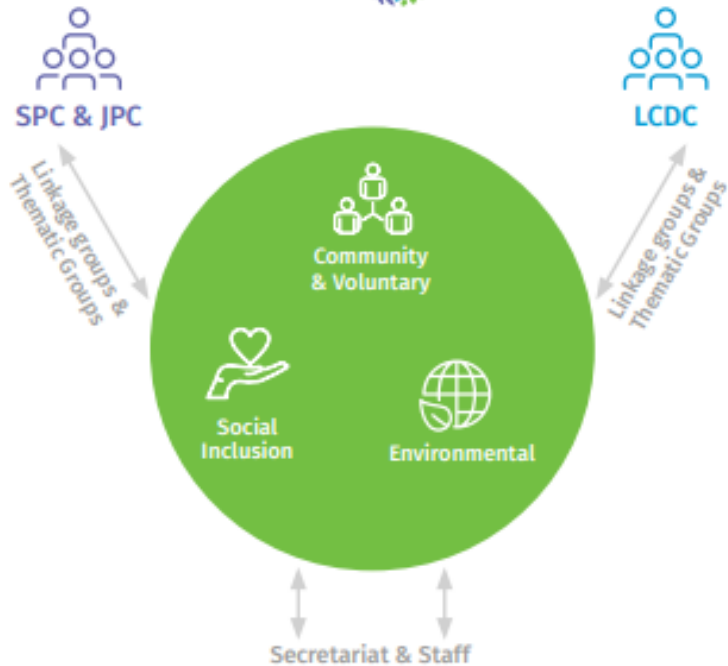 SPC & JPC
LCDC
Linkage groups &
Thematic Groups
Linkage groups &
Thematic Groups
Community
& Voluntary
Social
Inclusion
Environmental
Secretariat & Staff